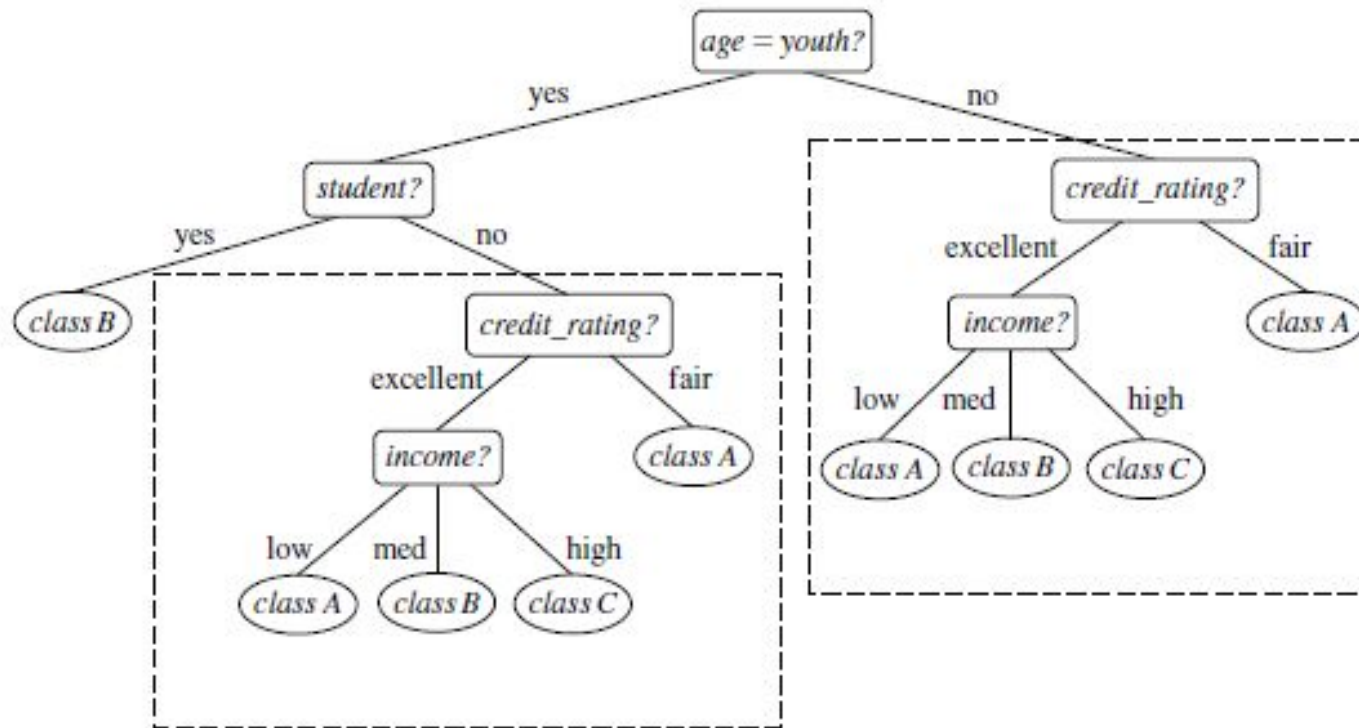 age = youth?
yes
no
student?
credit_rating?
yes
no
excellent
fair
class B
credit_rating?
income?
class A
excellent
fair
low
med
high
income?
class A
class A
class B
class C
low
med
high
class A
class B
class C